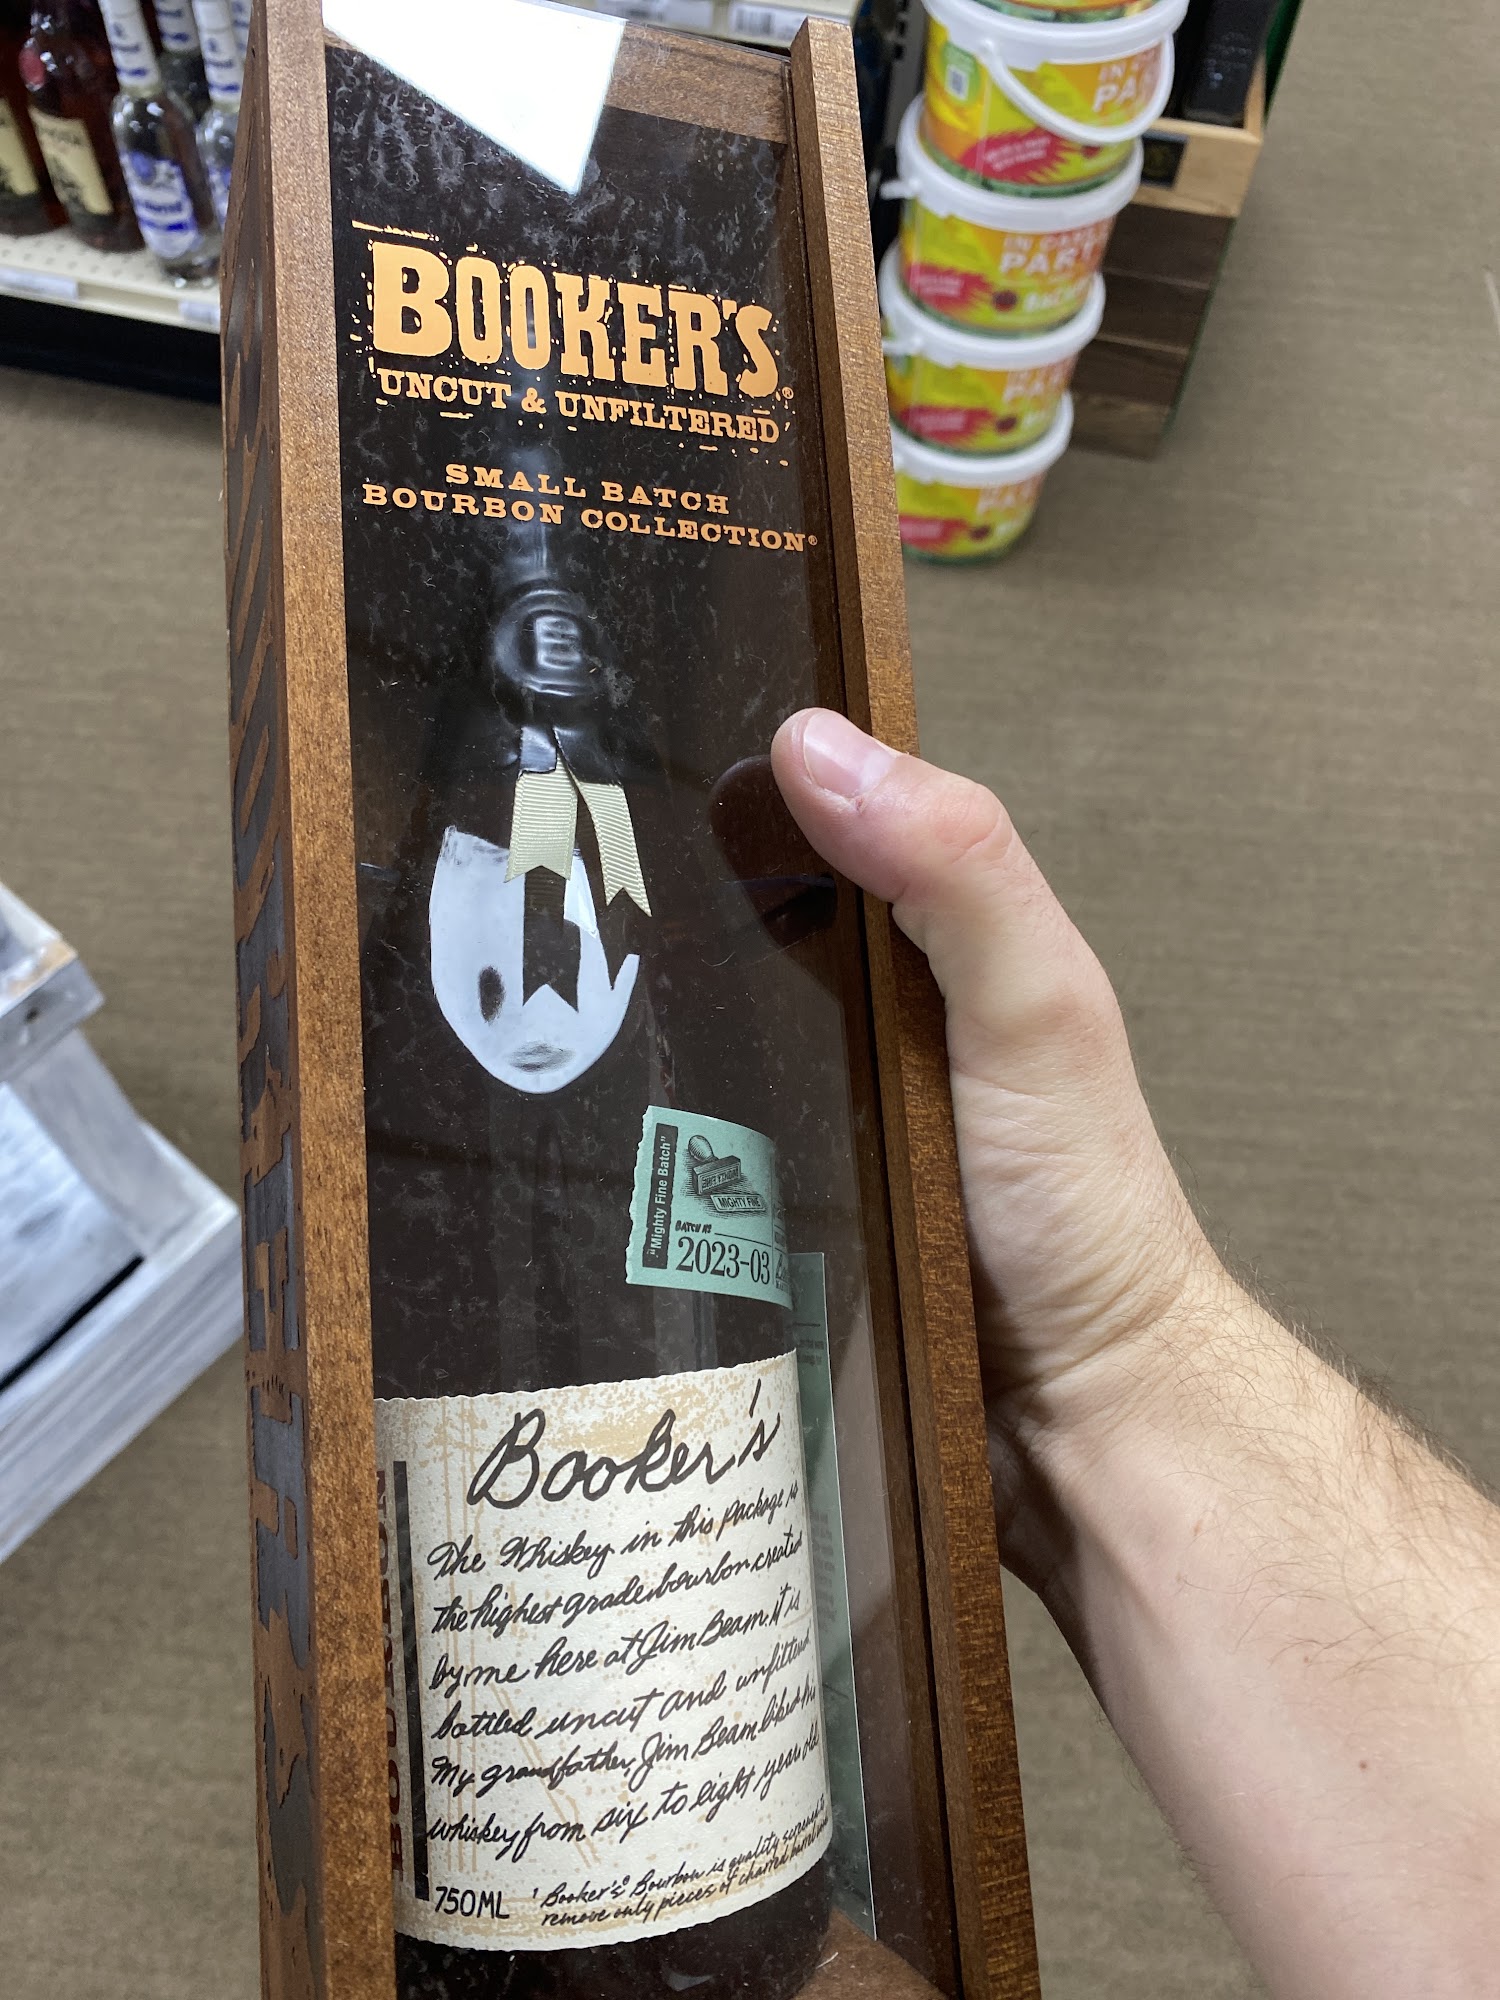 BOOKER'S®
UNCUT & UNFILTERED
SMALL BATCH
BOURBON COLLECTION®
B
"Mighty Fine Batch"
MIGHTY FINE
BATCH №
2023-03
Booker's
The Whiskey in this package is
the highest grade bourbon created
by me here at Jim Beam. It is
bottled uncut and unfiltered
My grandfather, Jim Beam liked his
whiskey from six to eight years old
750ML
Booker's® Bourbon is quality screened to
remove only pieces of charred barrel
BOURBON
PARTY
PARTY